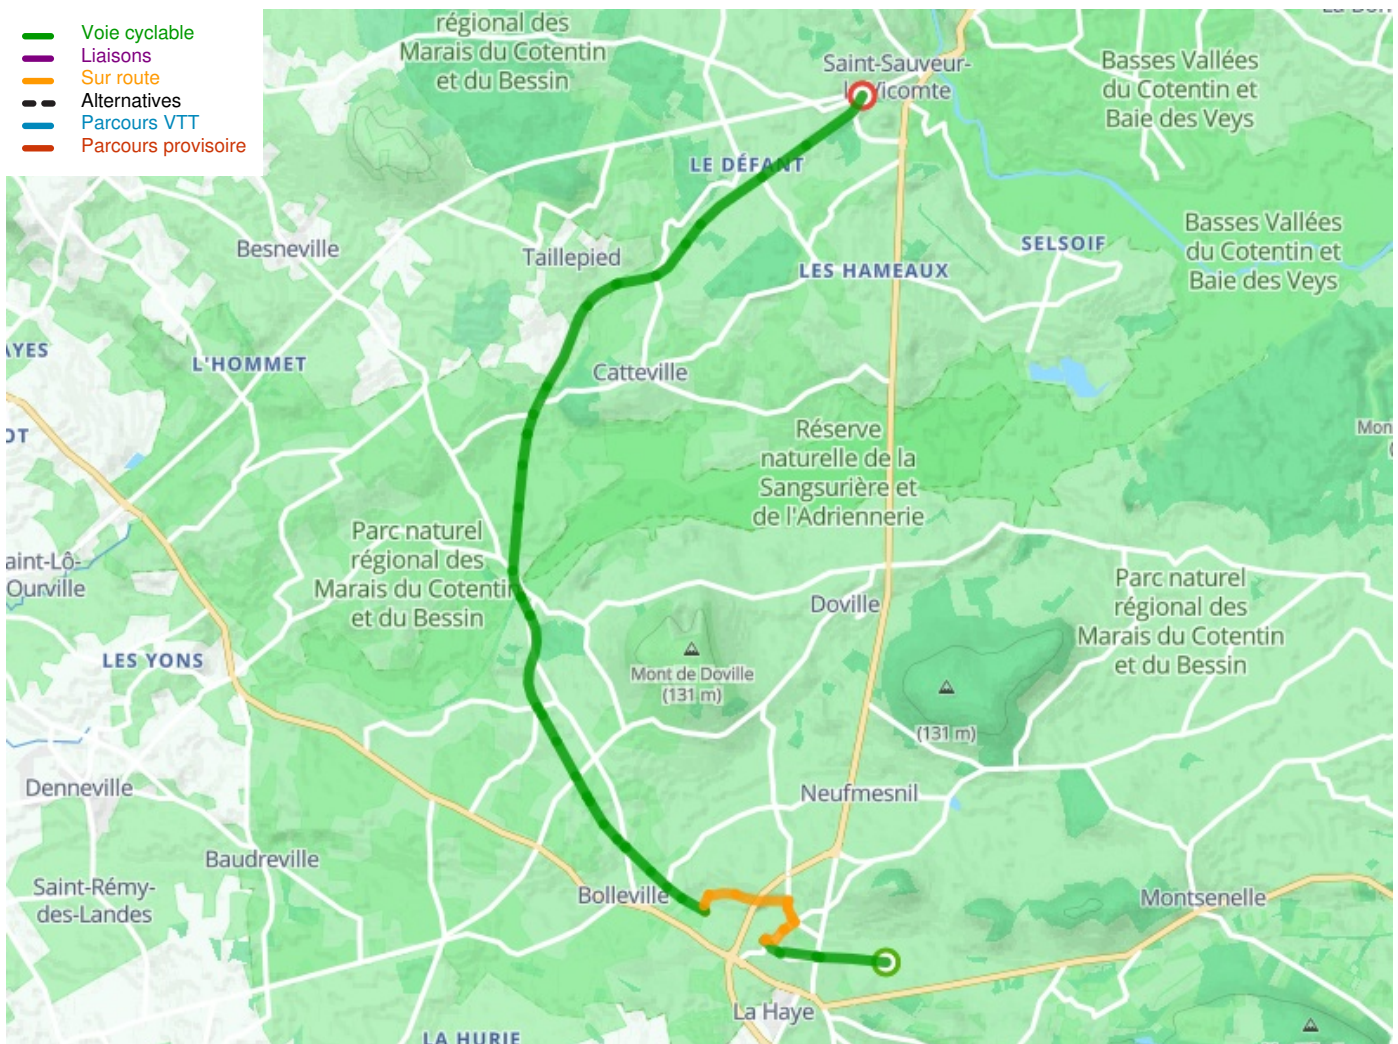 Voie cyclable
Liaisons
Sur route
Alternatives
Parcours VTT
Parcours provisoire
régional des
Marais du Cotentin
et du Bessin
Saint-Sauveur-
Vicomte
Basses Vallées
du Cotentin et
Baie des Veys
LE DÉFANT
Besneville
Taillepied
LES HAMEAUX
SELSOIF
Basses Vallées
du Cotentin et
Baie des Veys
L'HOMMET
Catteville
Réserve
naturelle de la
Sangsurière et
de l'Adriennerie
Parc naturel
régional des
Marais du Cotentin
et du Bessin
aint-Lô-
Ourville
Doville
Parc naturel
régional des
Marais du Cotentin
et du Bessin
LES YONS
Mont de Doville
(131 m)
(131 m)
Denneville
Neufmesnil
Baudreville
Saint-Rémy-
des-Landes
Bolleville
Montsenelle
La Haye
LA HURIE